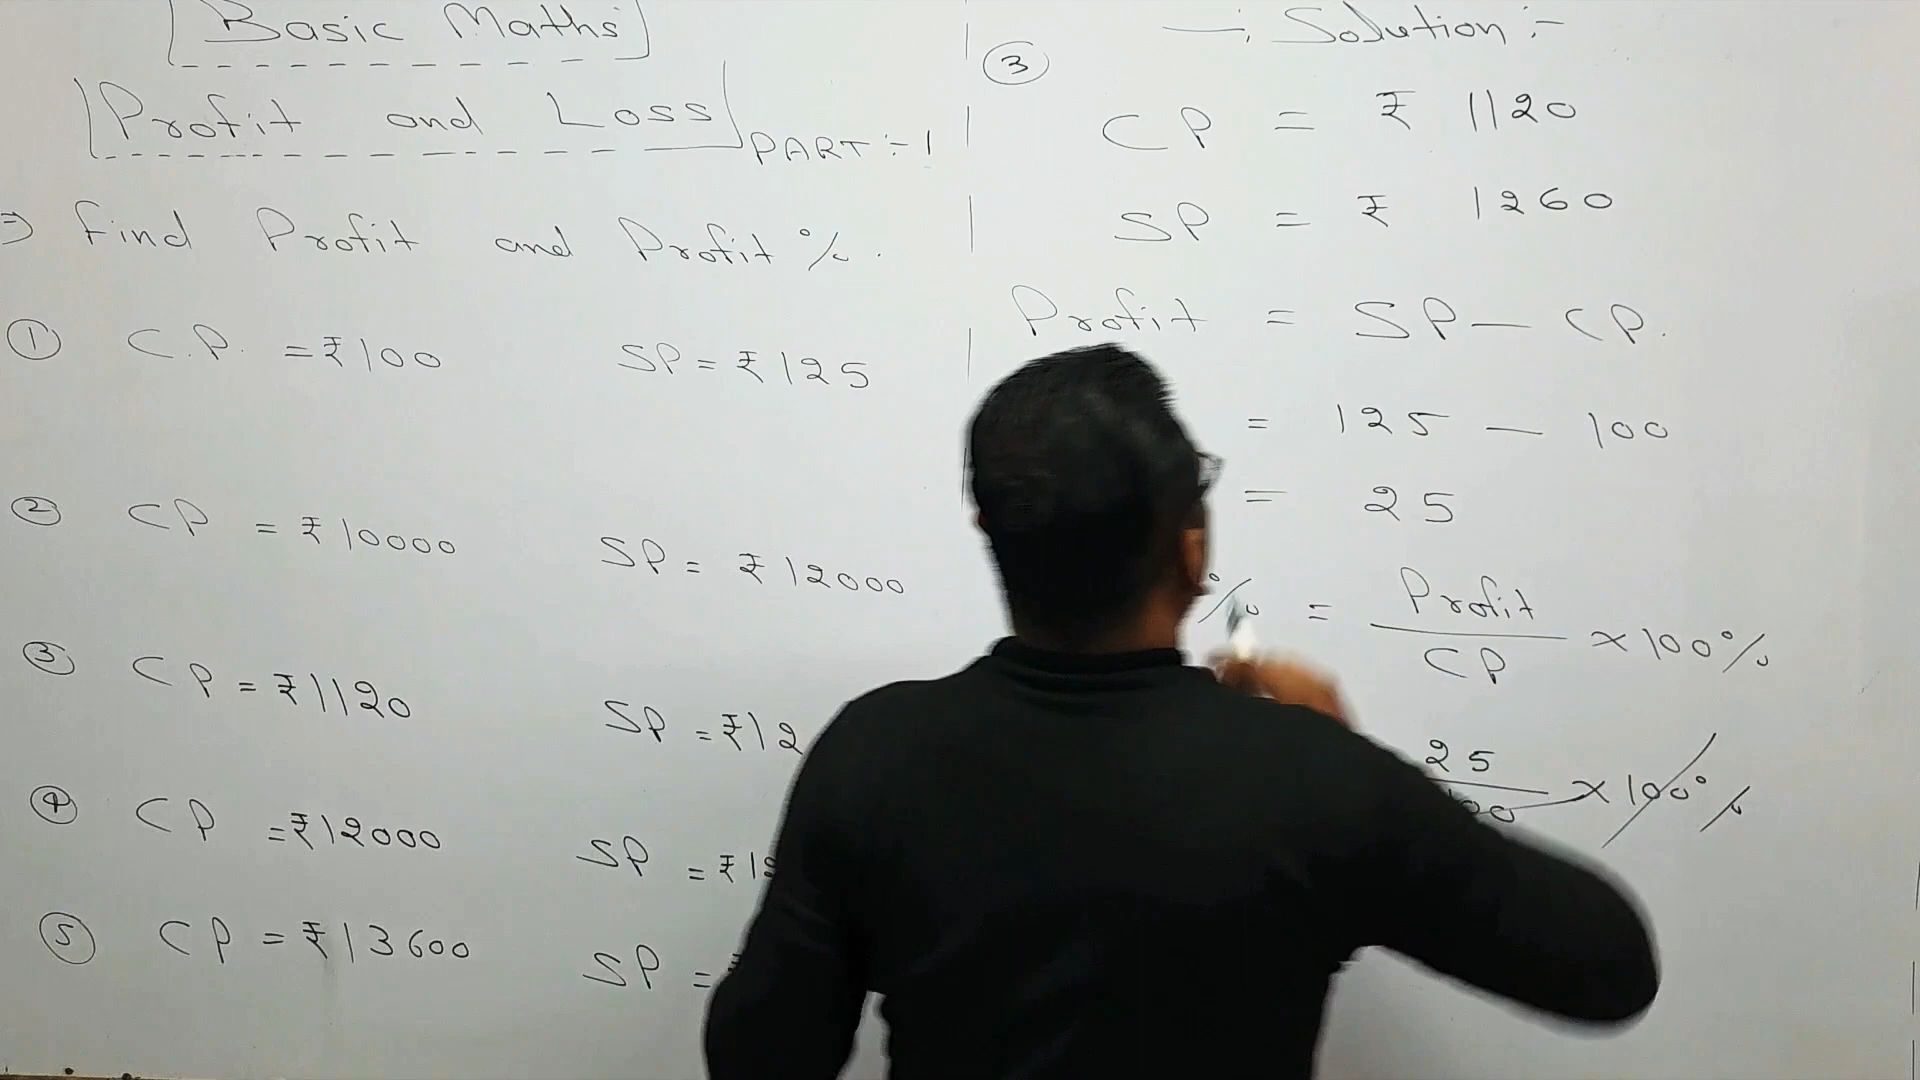 Basic Maths
Profit and Loss PART :- 1
⇒ Find Profit and Profit %.
① C.P. = ₹100 SP = ₹125
② CP = ₹10000 SP = ₹12000
③ CP = ₹1120 SP = ₹12
④ CP = ₹12000 SP = ₹12
⑤ CP = ₹13600 SP =
—: Solution :-
③
CP = ₹ 1120
SP = ₹ 1260
Profit = SP — CP.
= 125 — 100
= 25
% = Profit / CP × 100%
25 / 00 × 100%